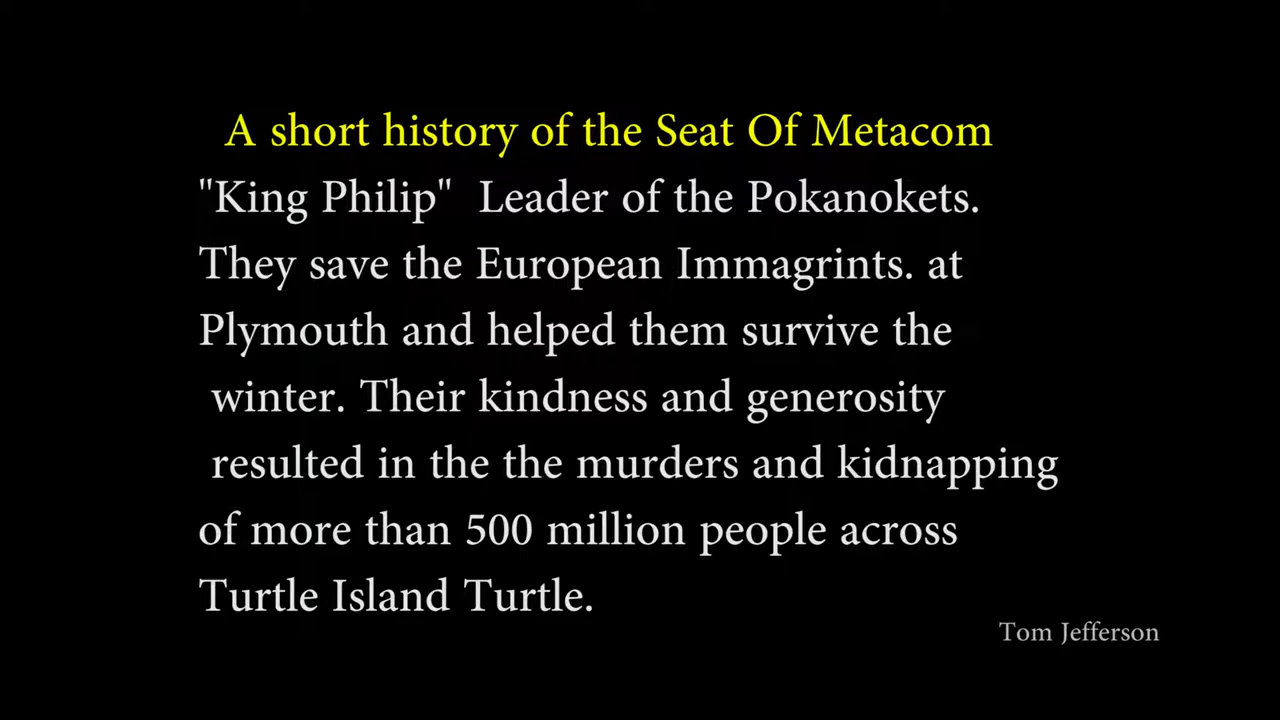 A short history of the Seat Of Metacom
"King Philip"  Leader of the Pokanokets.
They save the European Immagrints. at
Plymouth and helped them survive the
winter. Their kindness and generosity
resulted in the the murders and kidnapping
of more than 500 million people across
Turtle Island Turtle.
Tom Jefferson